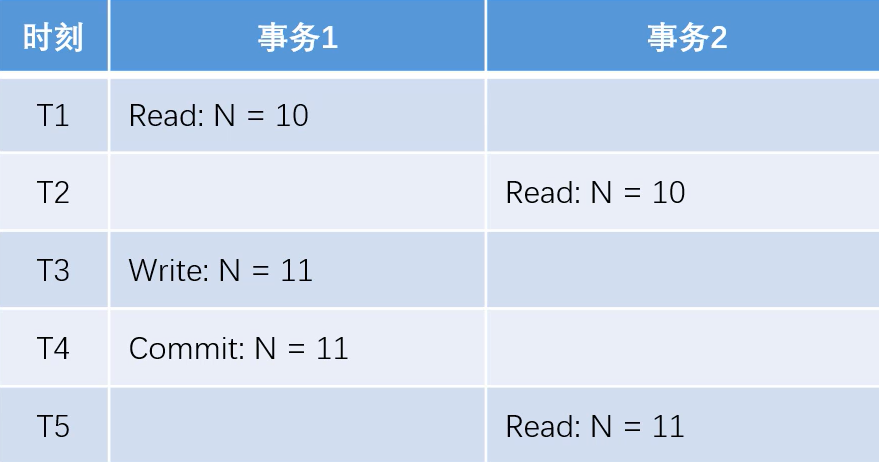 时刻 事务1 事务2
T1 Read: N = 10
T2 Read: N = 10
T3 Write: N = 11
T4 Commit: N = 11
T5 Read: N = 11